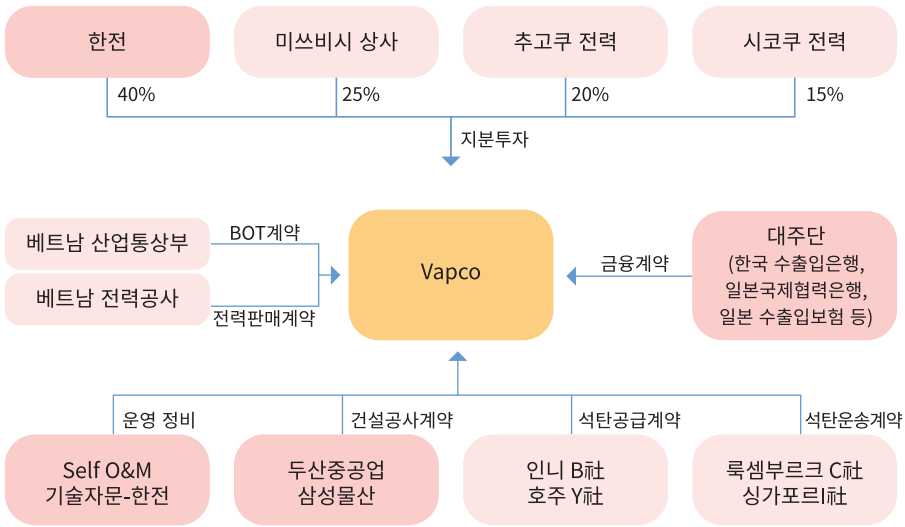 한전
미쓰비시 상사
추고쿠 전력
시코쿠 전력
40%
25%
20%
15%
지분투자
베트남 산업통상부
BOT계약
베트남 전력공사
전력판매계약
Vapco
금융계약
대주단
(한국 수출입은행,
일본국제협력은행,
일본 수출입보험 등)
운영 정비
건설공사계약
석탄공급계약
석탄운송계약
Self O&M
기술자문-한전
두산중공업
삼성물산
인니 B社
호주 Y社
룩셈부르크 C社
싱가포르I社